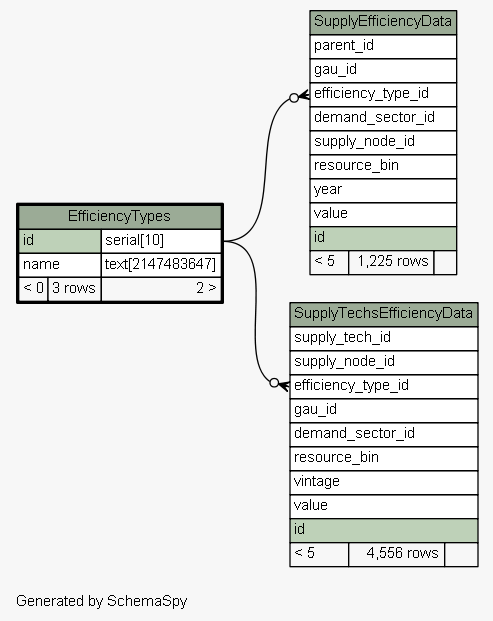 SupplyEfficiencyData
parent_id
gau_id
efficiency_type_id
demand_sector_id
supply_node_id
resource_bin
year
value
id
< 5 1,225 rows
EfficiencyTypes
id serial[10]
name text[2147483647]
< 0 3 rows 2 >
SupplyTechsEfficiencyData
supply_tech_id
supply_node_id
efficiency_type_id
gau_id
demand_sector_id
resource_bin
vintage
value
id
< 5 4,556 rows
Generated by SchemaSpy